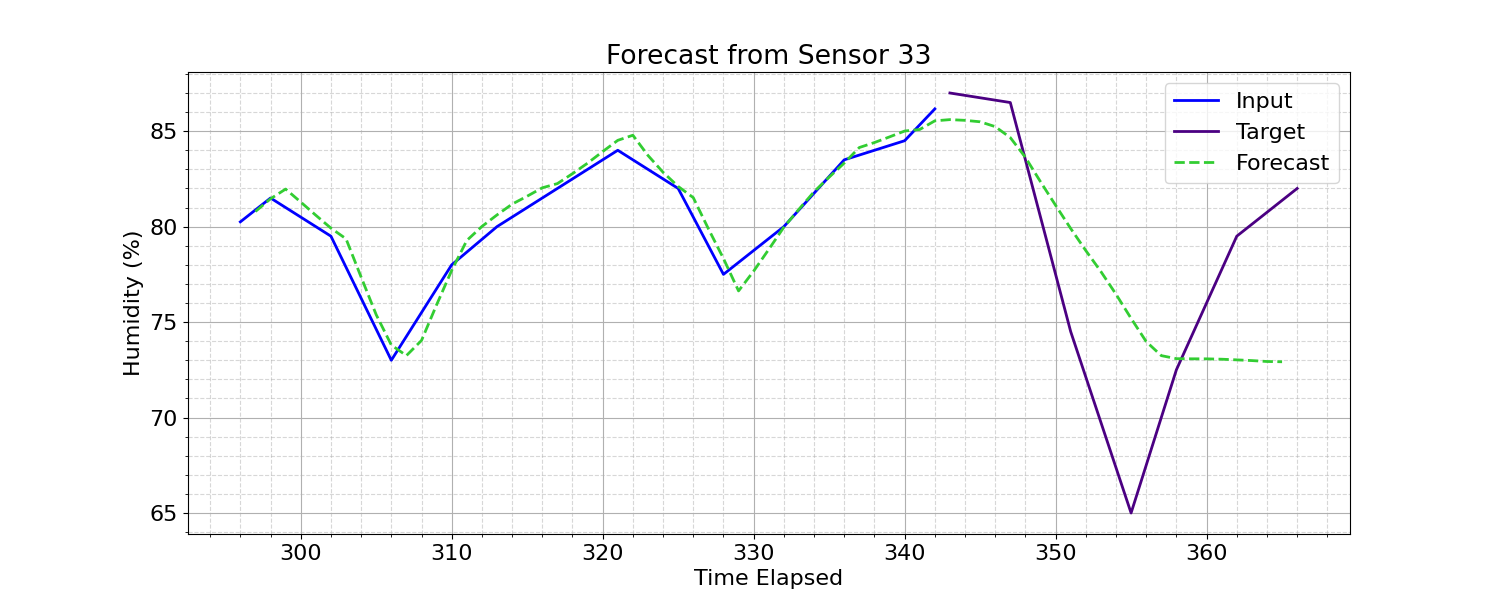 Forecast from Sensor 33
Humidity (%)
85
80
75
70
65
Input
Target
Forecast
300 310 320 330 340 350 360
Time Elapsed